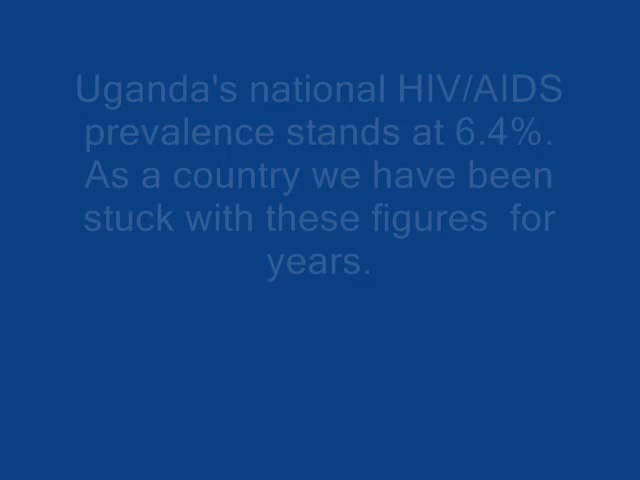 Uganda's national HIV/AIDS
prevalence stands at 6.4%.
As a country we have been
stuck with these figures  for
years.